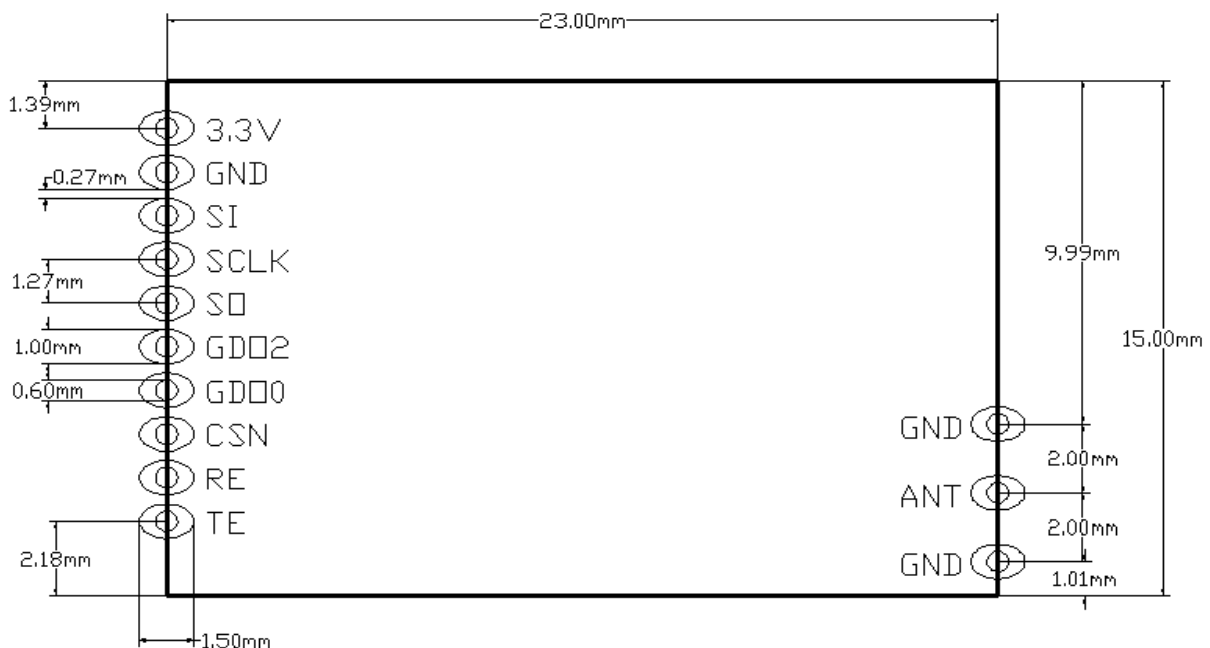 23.00mm
1.39mm
3.3V
GND
0.27mm
SI
SCLK
9.99mm
1.27mm
SO
15.00mm
1.00mm
GDO2
0.60mm
GDO0
GND
CSN
2.00mm
RE
ANT
TE
2.00mm
2.18mm
GND
1.01mm
1.50mm